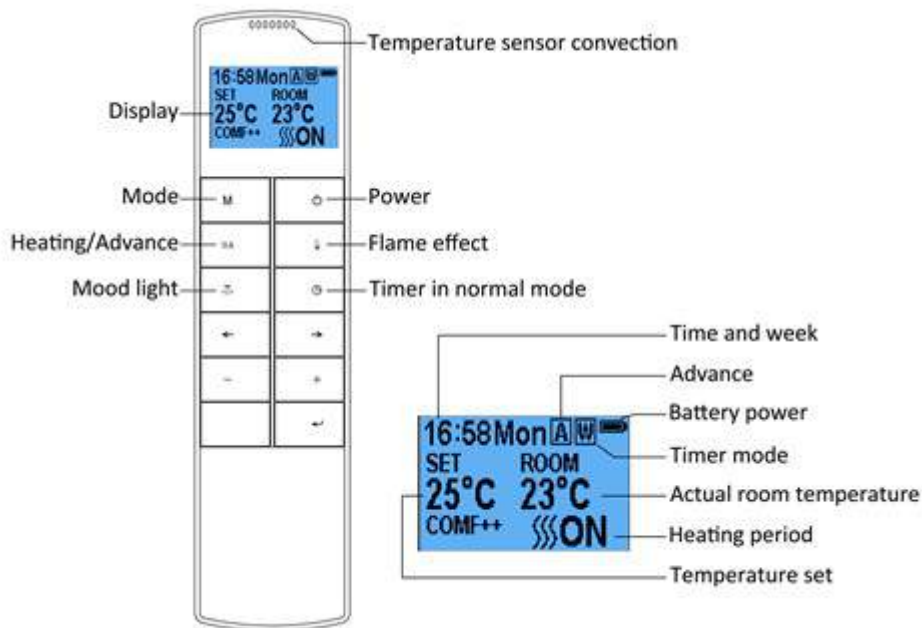 Temperature sensor convection
16:58Mon A W
SET ROOM
25°C 23°C
COMF++ ON
Display
Mode
M
Power
Heating/Advance
Flame effect
Mood light
Timer in normal mode
←
→
−
+
↵
Time and week
Advance
Battery power
16:58Mon A W
Timer mode
SET ROOM
25°C 23°C
Actual room temperature
COMF++ ON
Heating period
Temperature set